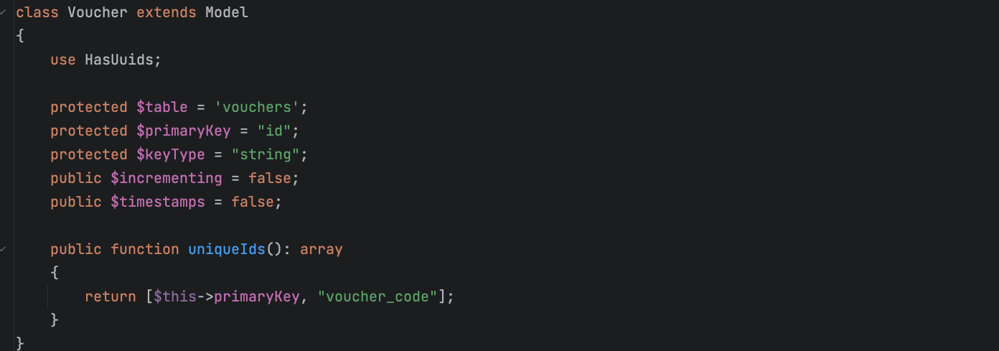 class Voucher extends Model
{
    use HasUuids;

    protected $table = 'vouchers';
    protected $primaryKey = "id";
    protected $keyType = "string";
    public $incrementing = false;
    public $timestamps = false;

    public function uniqueIds(): array
    {
        return [$this->primaryKey, "voucher_code"];
    }
}